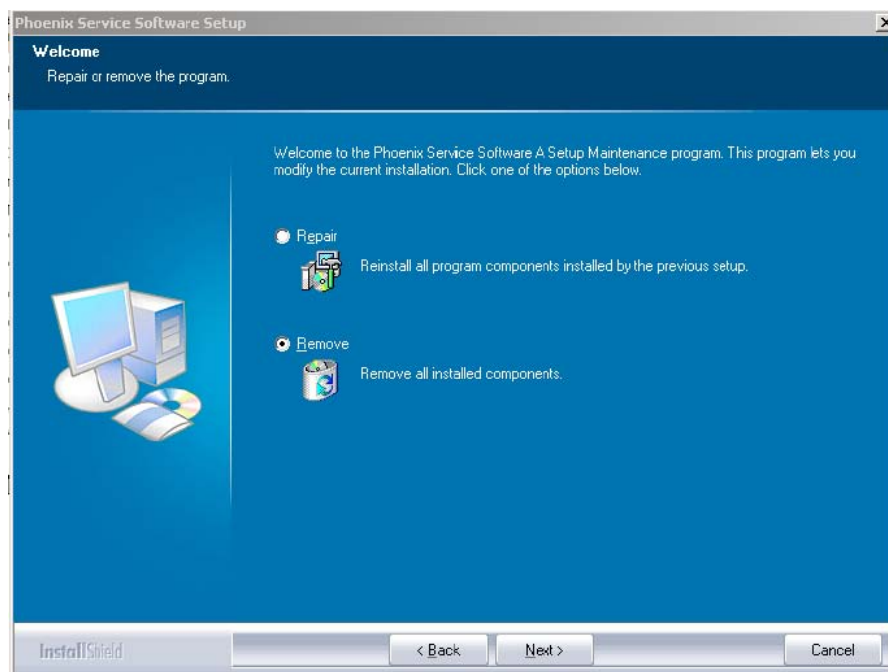 Phoenix Service Software Setup
Welcome
Repair or remove the program.
Welcome to the Phoenix Service Software A Setup Maintenance program. This program lets you
modify the current installation. Click one of the options below.
Repair
Reinstall all program components installed by the previous setup.
Remove
Remove all installed components.
InstallShield
< Back
Next >
Cancel